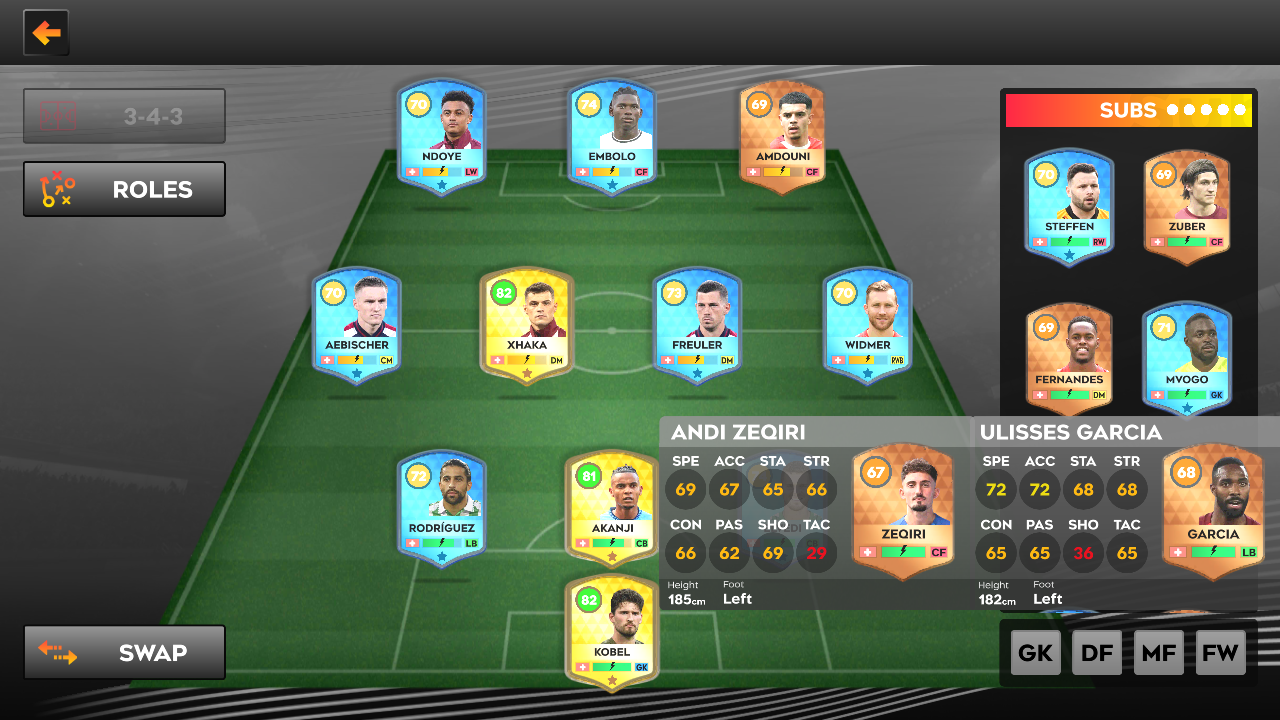 3-4-3
ROLES
70
NDOYE
LW
74
EMBOLO
CF
69
AMDOUNI
CF
SUBS
70
STEFFEN
RW
69
ZUBER
CF
70
AEBISCHER
CM
82
XHAKA
DM
73
FREULER
DM
70
WIDMER
RWB
69
FERNANDES
DM
71
MVOGO
GK
72
RODRÍGUEZ
LB
81
AKANJI
CB
82
KOBEL
GK
ANDI ZEQIRI
SPE ACC STA STR
69 67 65 66
CON PAS SHO TAC
66 62 69 29
Height Foot
185cm Left
67
ZEQIRI
CF
ULISSES GARCIA
SPE ACC STA STR
72 72 68 68
CON PAS SHO TAC
65 65 36 65
Height Foot
182cm Left
68
GARCIA
LB
SWAP
GK DF MF FW